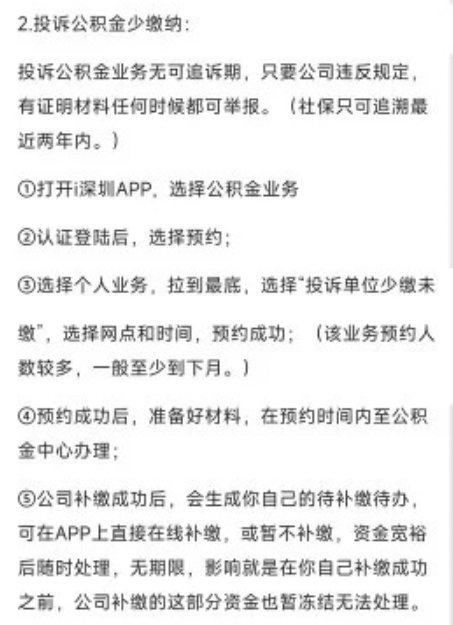 2.投诉公积金少缴纳：
投诉公积金业务无可追诉期，只要公司违反规定，
有证明材料任何时候都可举报。（社保只可追溯最
近两年内。）
①打开i深圳APP，选择公积金业务
②认证登陆后，选择预约；
③选择个人业务，拉到最底，选择“投诉单位少缴未
缴”，选择网点和时间，预约成功；（该业务预约人
数较多，一般至少到下月。）
④预约成功后，准备好材料，在预约时间内至公积
金中心办理；
⑤公司补缴成功后，会生成你自己的待补缴待办，
可在APP上直接在线补缴，或暂不补缴，资金宽裕
后随时处理，无期限，影响就是在你自己补缴成功
之前，公司补缴的这部分资金也暂冻结无法处理。